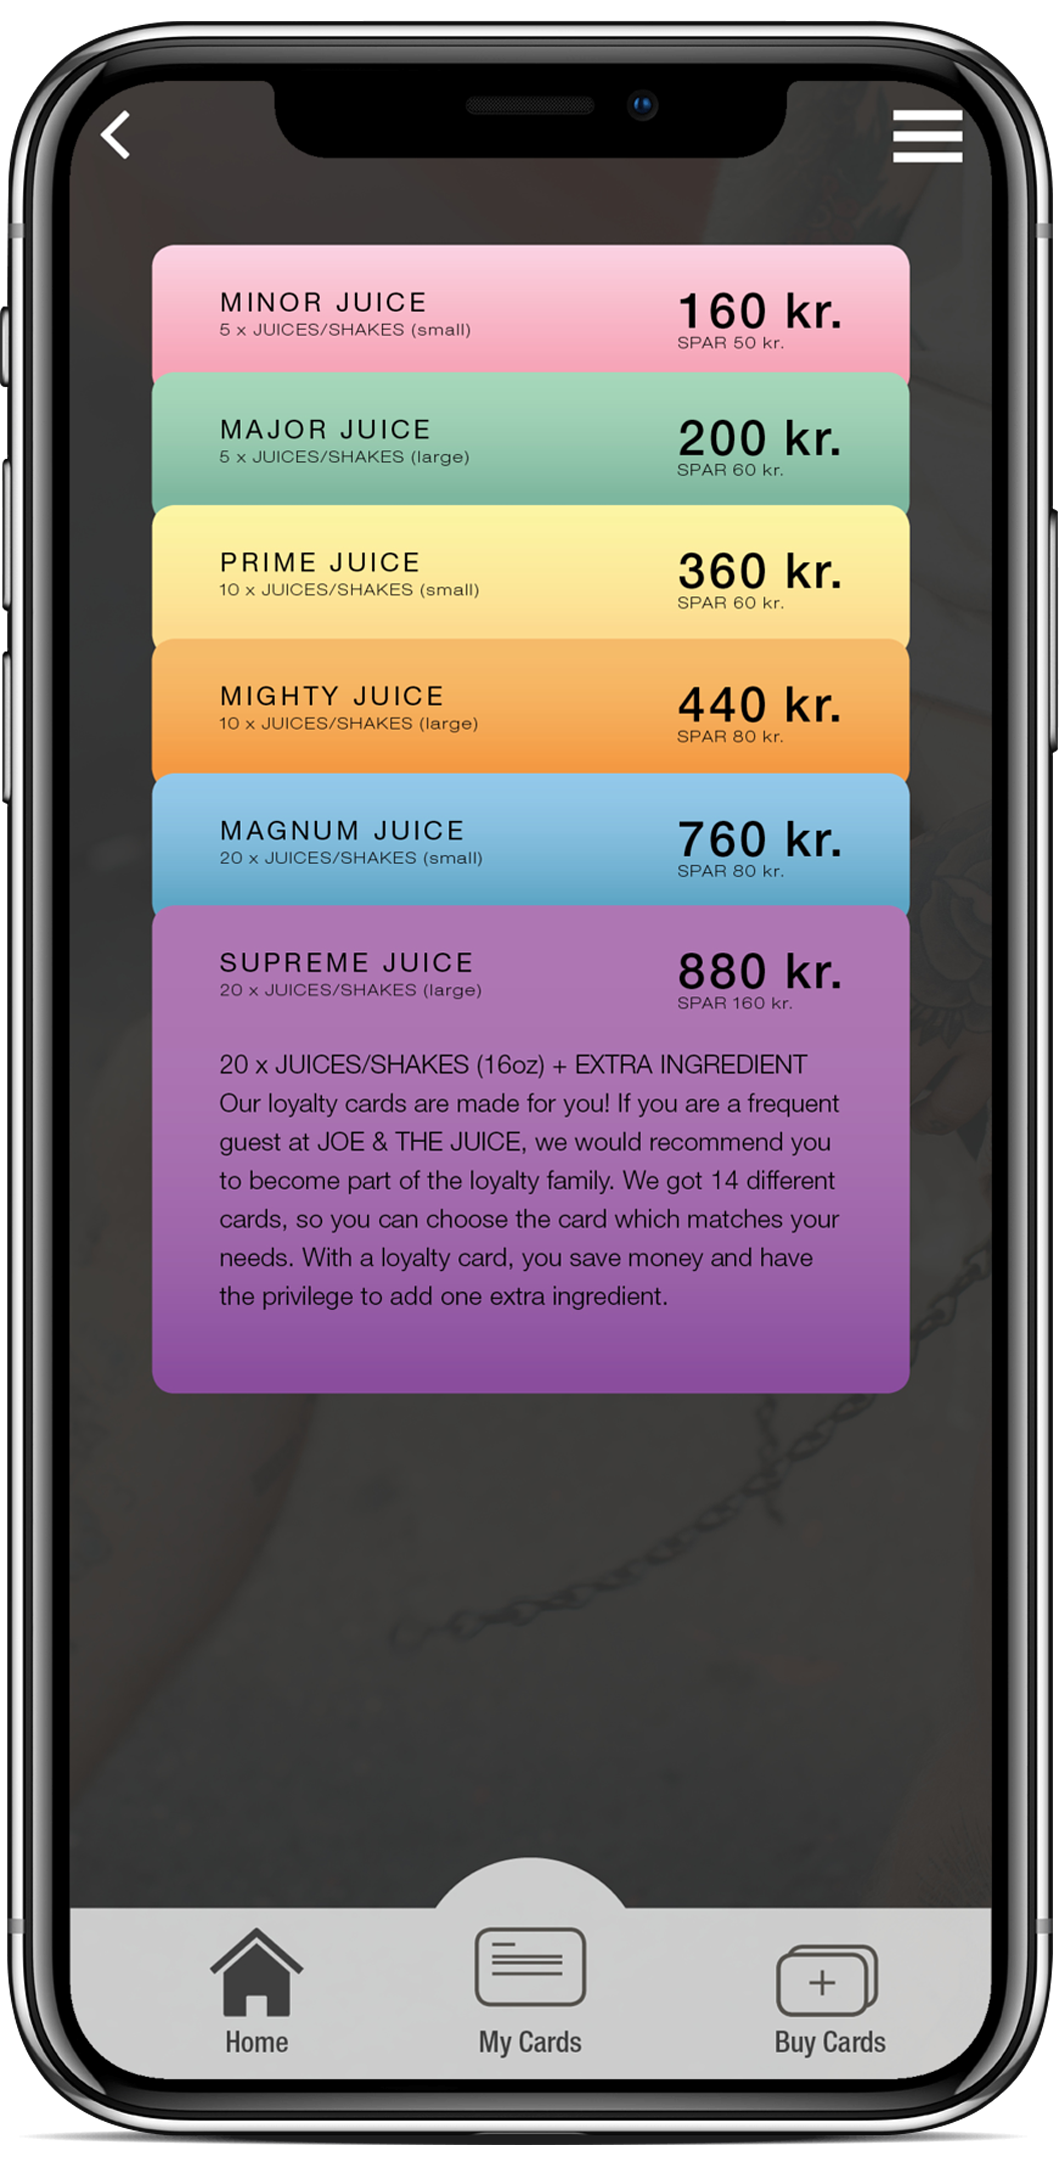 MINOR JUICE
5 x JUICES/SHAKES (small)
160 kr.
SPAR 50 kr.
MAJOR JUICE
5 x JUICES/SHAKES (large)
200 kr.
SPAR 60 kr.
PRIME JUICE
10 x JUICES/SHAKES (small)
360 kr.
SPAR 60 kr.
MIGHTY JUICE
10 x JUICES/SHAKES (large)
440 kr.
SPAR 80 kr.
MAGNUM JUICE
20 x JUICES/SHAKES (small)
760 kr.
SPAR 80 kr.
SUPREME JUICE
20 x JUICES/SHAKES (large)
880 kr.
SPAR 160 kr.
20 x JUICES/SHAKES (16oz) + EXTRA INGREDIENT
Our loyalty cards are made for you! If you are a frequent
guest at JOE & THE JUICE, we would recommend you
to become part of the loyalty family. We got 14 different
cards, so you can choose the card which matches your
needs. With a loyalty card, you save money and have
the privilege to add one extra ingredient.
Home
My Cards
Buy Cards